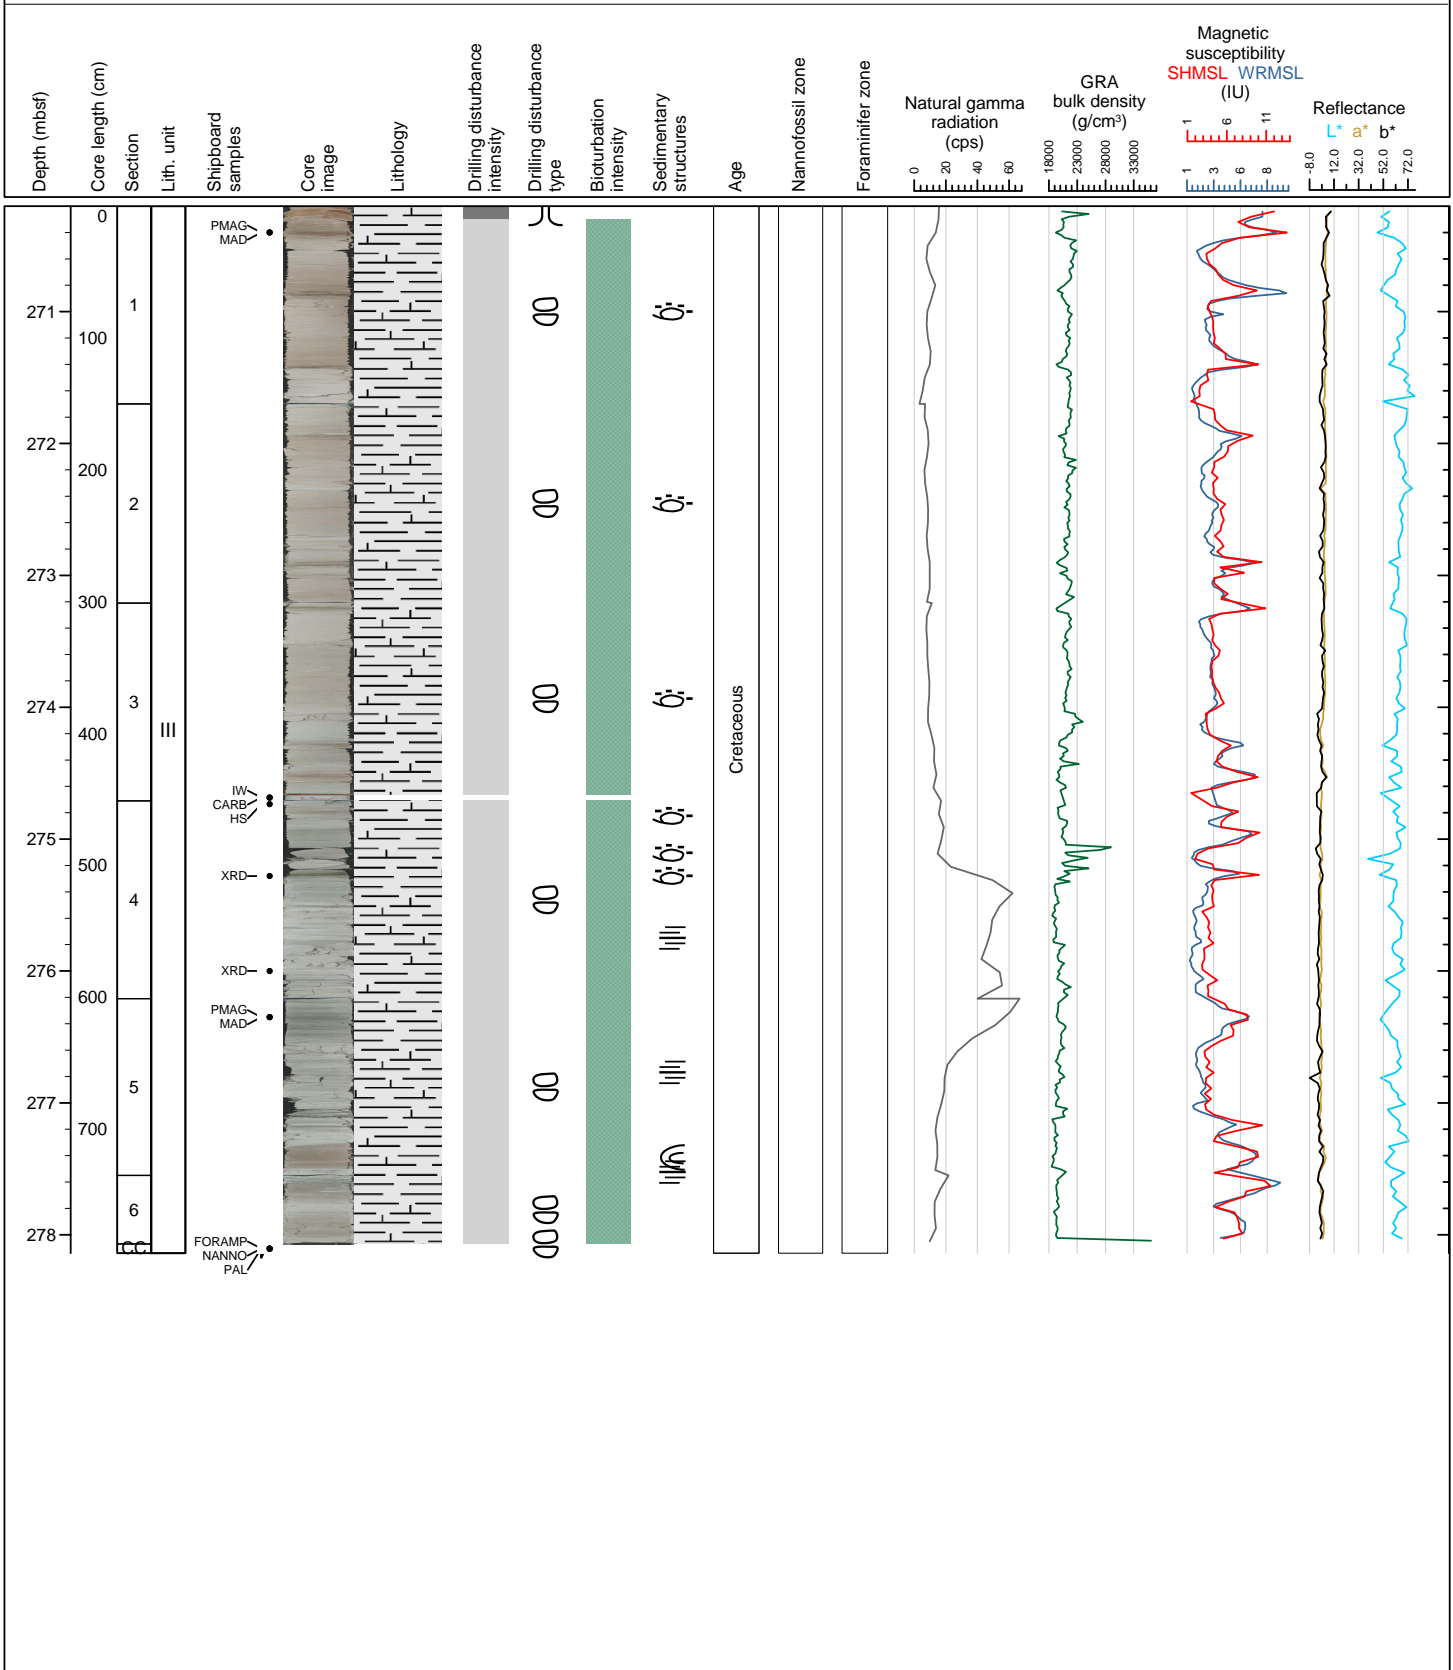 Depth (mbsf)
Core length (cm)
Section
Lith. unit
Shipboard
samples
Core
image
Lithology
Drilling disturbance
intensity
Drilling disturbance
type
Bioturbation
intensity
Sedimentary
structures
Age
Nannofossil zone
Foraminifer zone
Natural gamma
radiation
(cps)
0 20 40 60
GRA
bulk density
(g/cm³)
18000 23000 28000 33000
Magnetic
susceptibility
SHMSL WRMSL
(IU)
1 6 11
1 3 6 8
Reflectance
L* a* b*
-8.0 12.0 32.0 52.0 72.0
0
PMAG
MAD
271
1
100
272
200
2
273
300
3
274
400
III
Cretaceous
IW
CARB
HS
275
500
XRD
4
276
XRD
600
PMAG
MAD
5
277
700
6
278
CC
FORAMP
NANNO
PAL